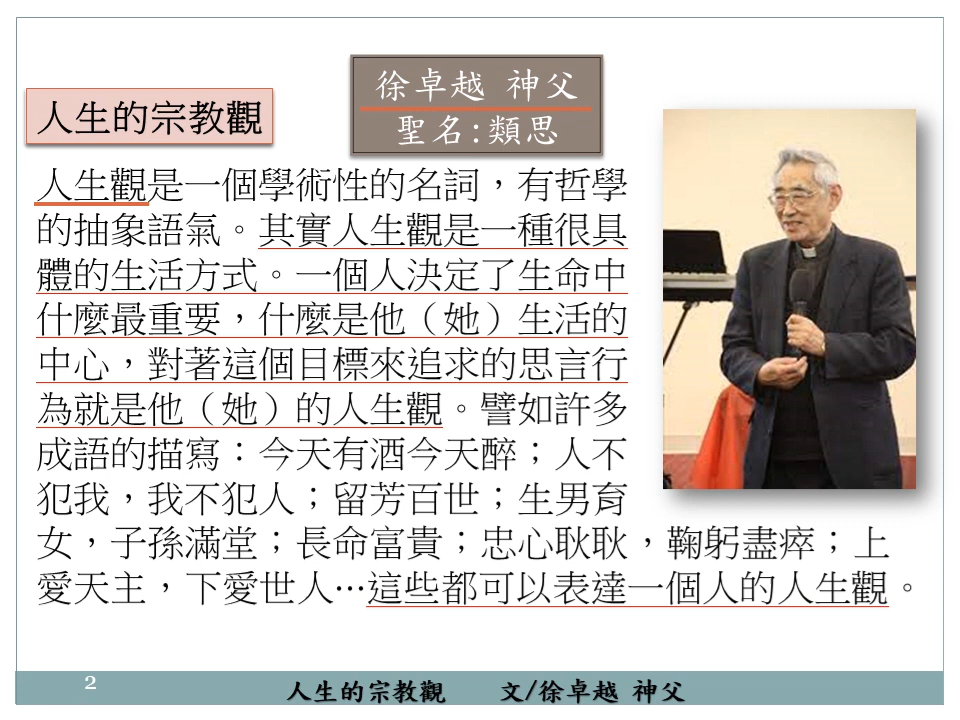 徐卓越 神父
聖名:類思
人生的宗教觀
人生觀是一個學術性的名詞，有哲學
的抽象語氣。其實人生觀是一種很具
體的生活方式。一個人決定了生命中
什麼最重要，什麼是他（她）生活的
中心，對著這個目標來追求的思言行
為就是他（她）的人生觀。譬如許多
成語的描寫：今天有酒今天醉；人不
犯我，我不犯人；留芳百世；生男育
女，子孫滿堂；長命富貴；忠心耿耿，鞠躬盡瘁；上
愛天主，下愛世人…這些都可以表達一個人的人生觀。
2
人生的宗教觀 文/徐卓越 神父